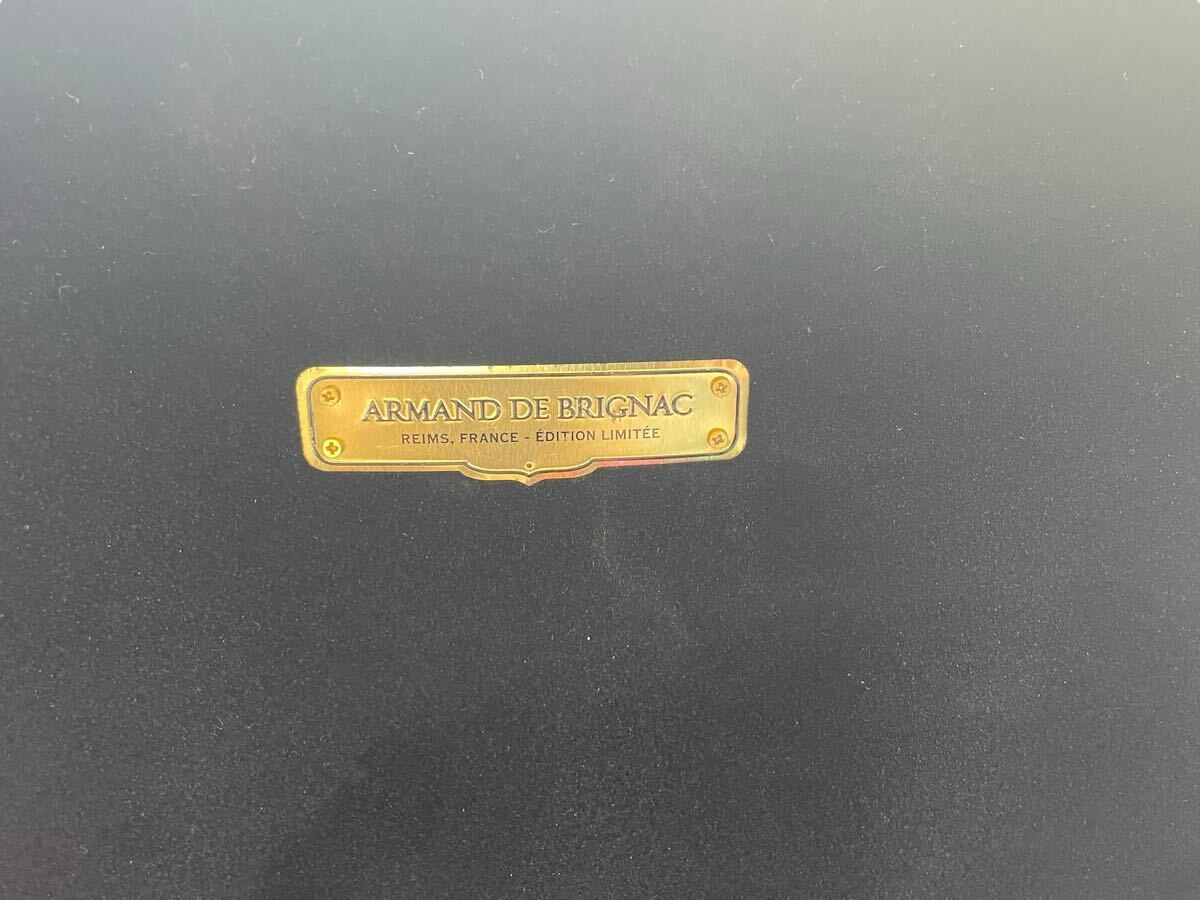 ARMAND DE BRIGNAC
REIMS, FRANCE - ÉDITION LIMITÉE